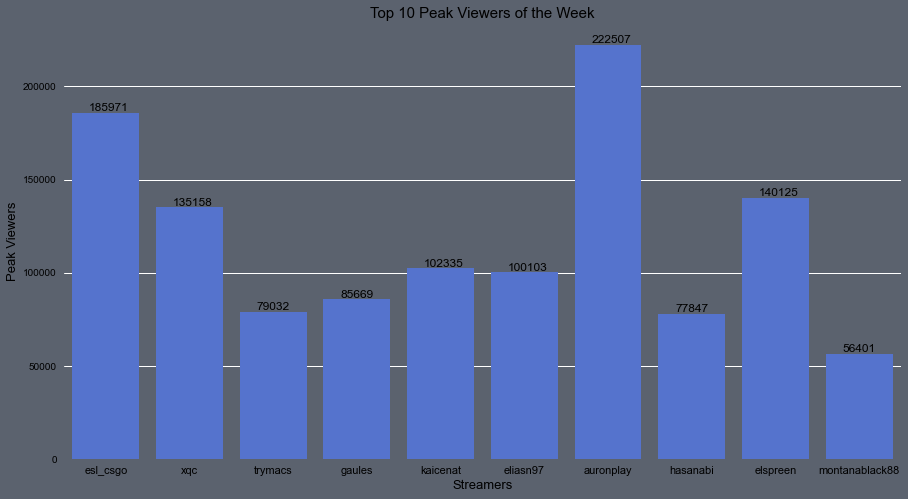 Top 10 Peak Viewers of the Week
Peak Viewers
200000
150000
100000
50000
0
185971
135158
79032
85669
102335
100103
222507
77847
140125
56401
esl_csgo
xqc
trymacs
gaules
kaicenat
eliasn97
auronplay
hasanabi
elspreen
montanablack88
Streamers